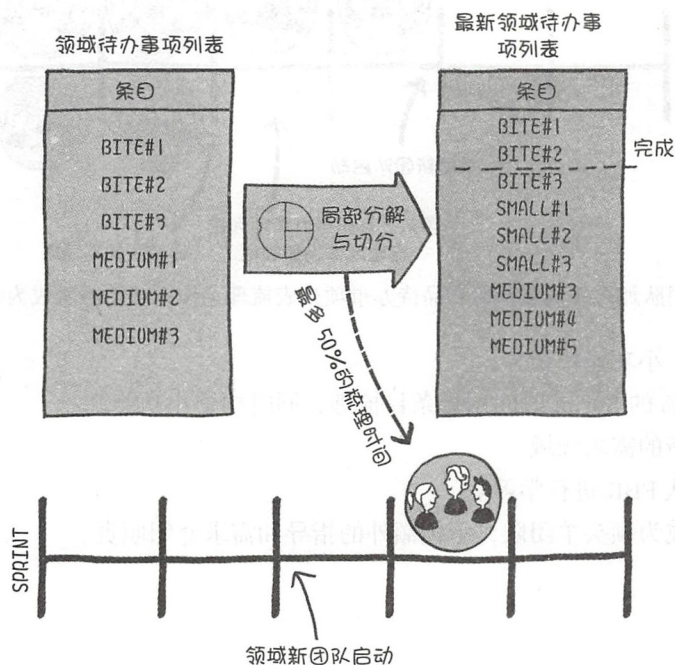 领域待办事项列表
条目
BITE#1
BITE#2
BITE#3
MEDIUM#1
MEDIUM#2
MEDIUM#3
局部分解
与切分
最新领域待办事
项列表
条目
BITE#1
BITE#2
完成
BITE#3
SMALL#1
SMALL#2
SMALL#3
MEDIUM#3
MEDIUM#4
MEDIUM#5
最多 50%的梳理时间
SPRINT
领域新团队启动